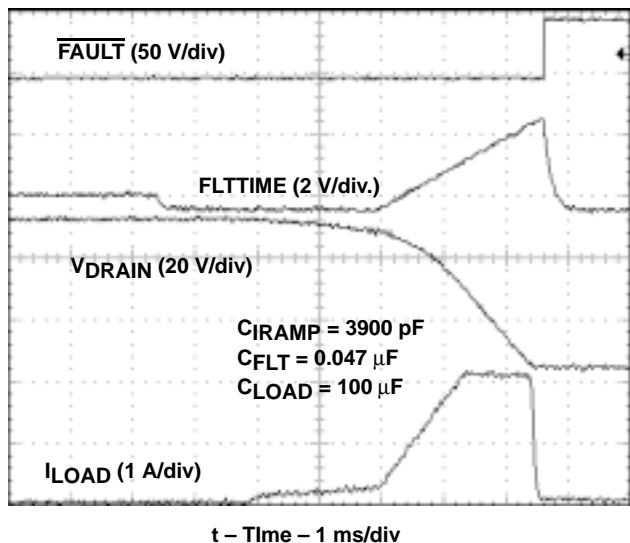 FAULT (50 V/div)
FLTTIME (2 V/div.)
VDRAIN (20 V/div)
CIRAMP = 3900 pF
CFLT = 0.047 μF
CLOAD = 100 μF
ILOAD (1 A/div)
t – TIme – 1 ms/div